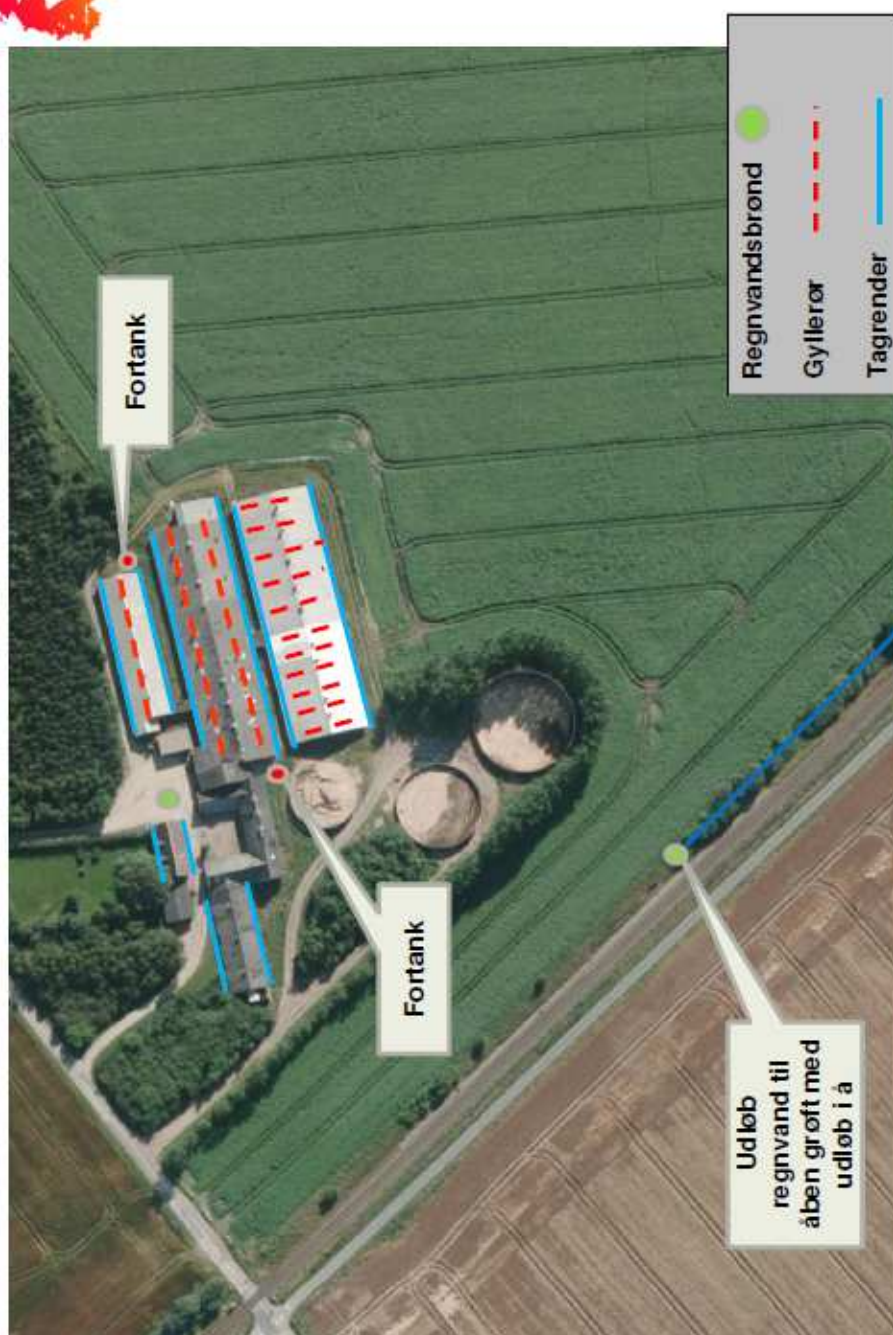 Fortank
Fortank
Udløb
regnvand til
åben grøft med
udløb i å
Regnvandsbrønd
Gyllerør
Tagrender